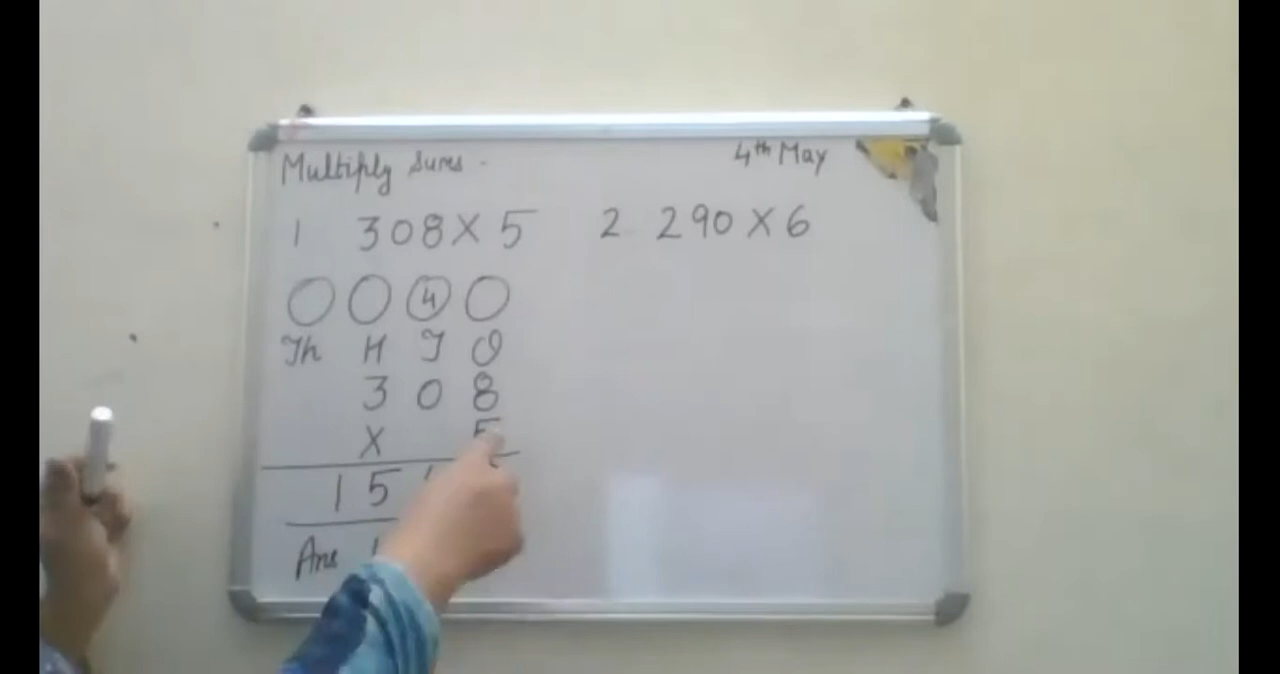 Multiply Sums.
4th May
1 308 X 5
2. 290 X 6
4
Th H T O
3 0 8
X 5
1 5
Ans